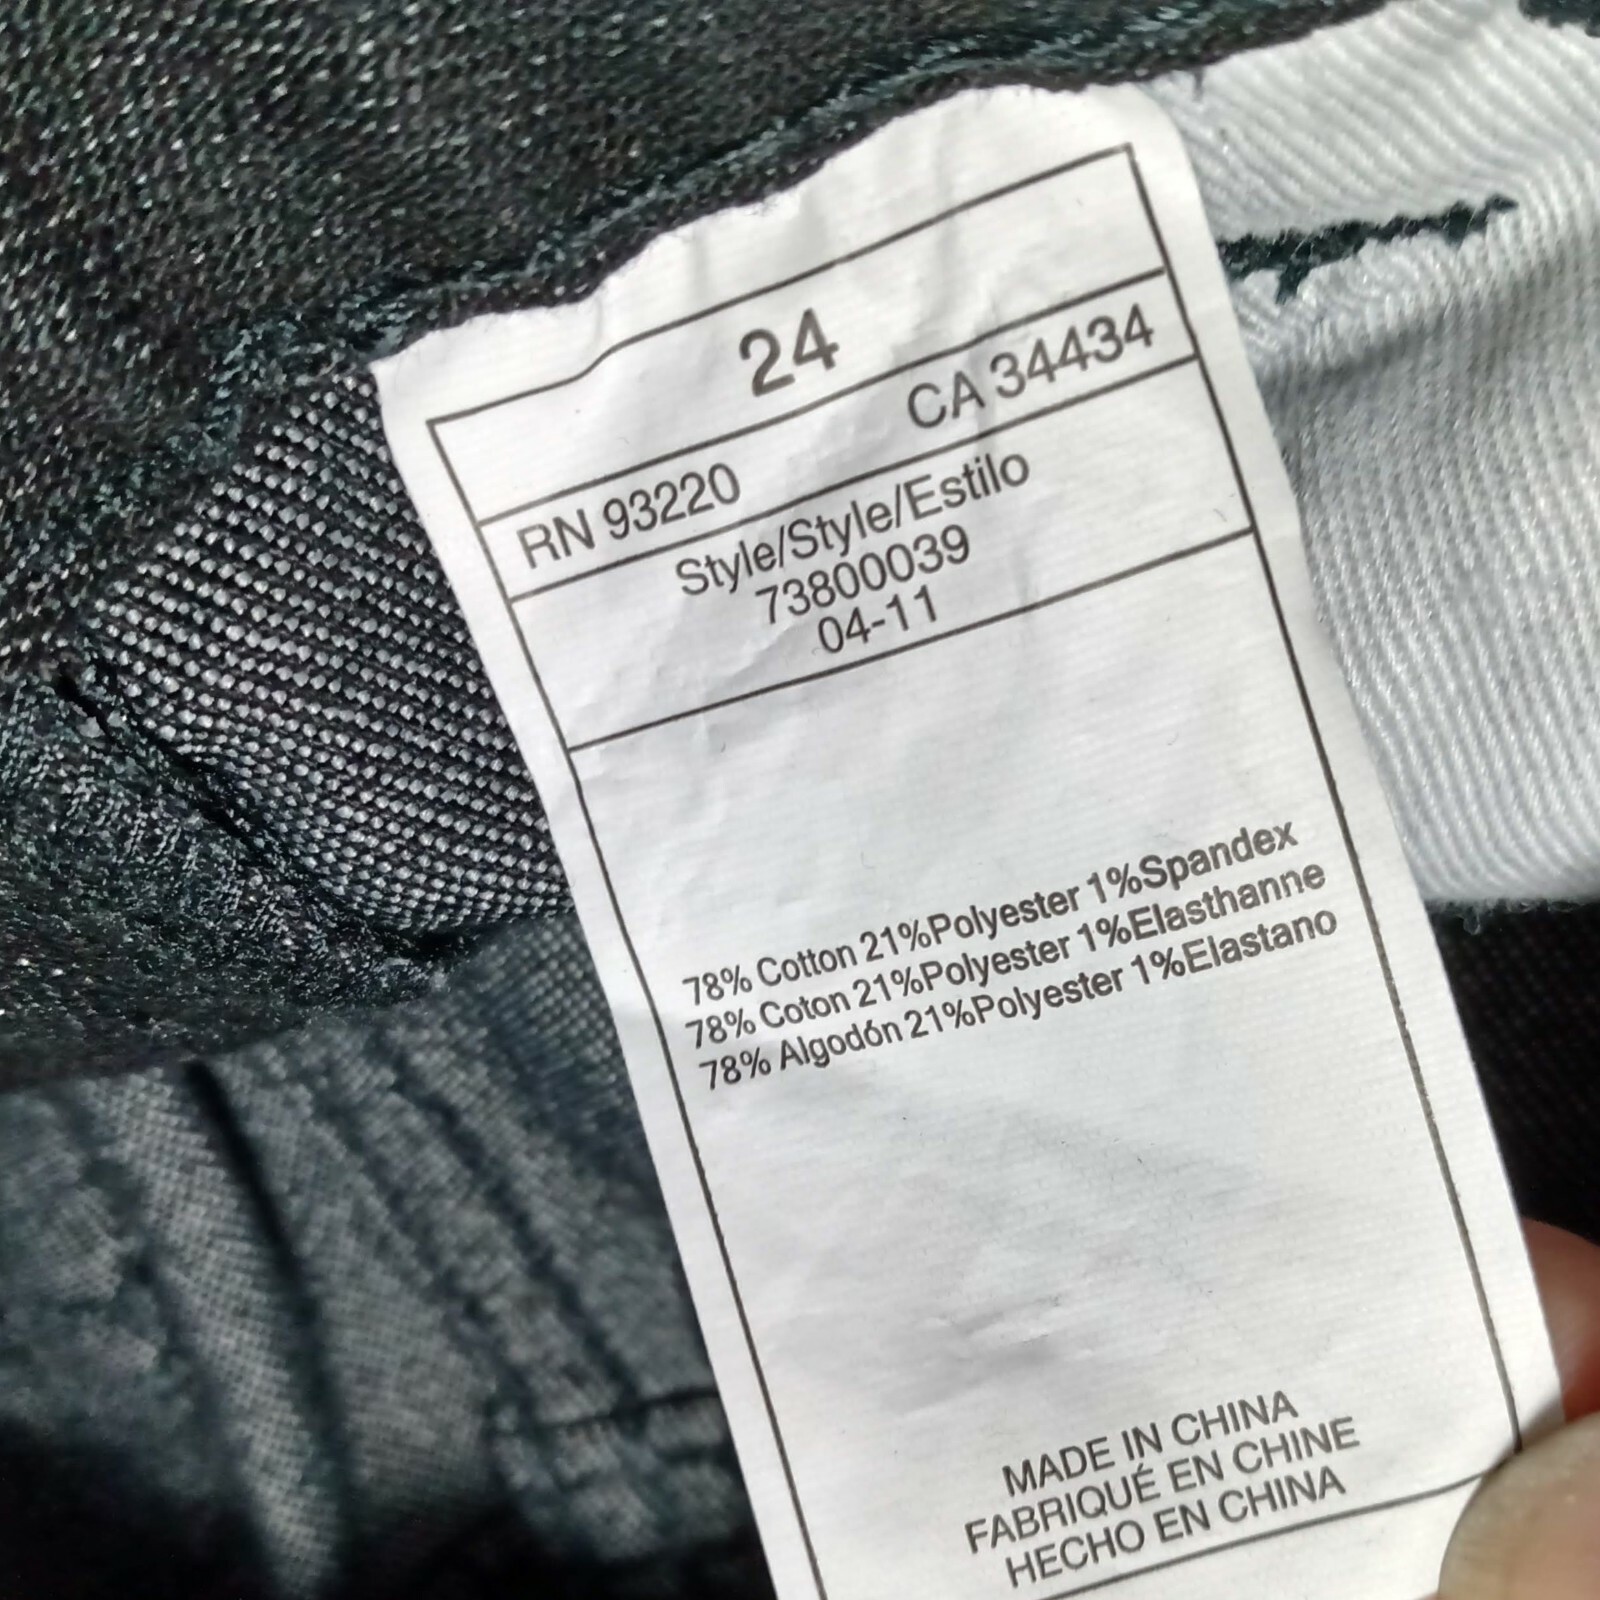 24
RN 93220 CA 34434
Style/Style/Estilo
73800039
04-11
78% Cotton 21%Polyester 1%Spandex
78% Coton 21%Polyester 1%Elasthanne
78% Algodón 21%Polyester 1%Elastano
MADE IN CHINA
FABRIQUÉ EN CHINE
HECHO EN CHINA